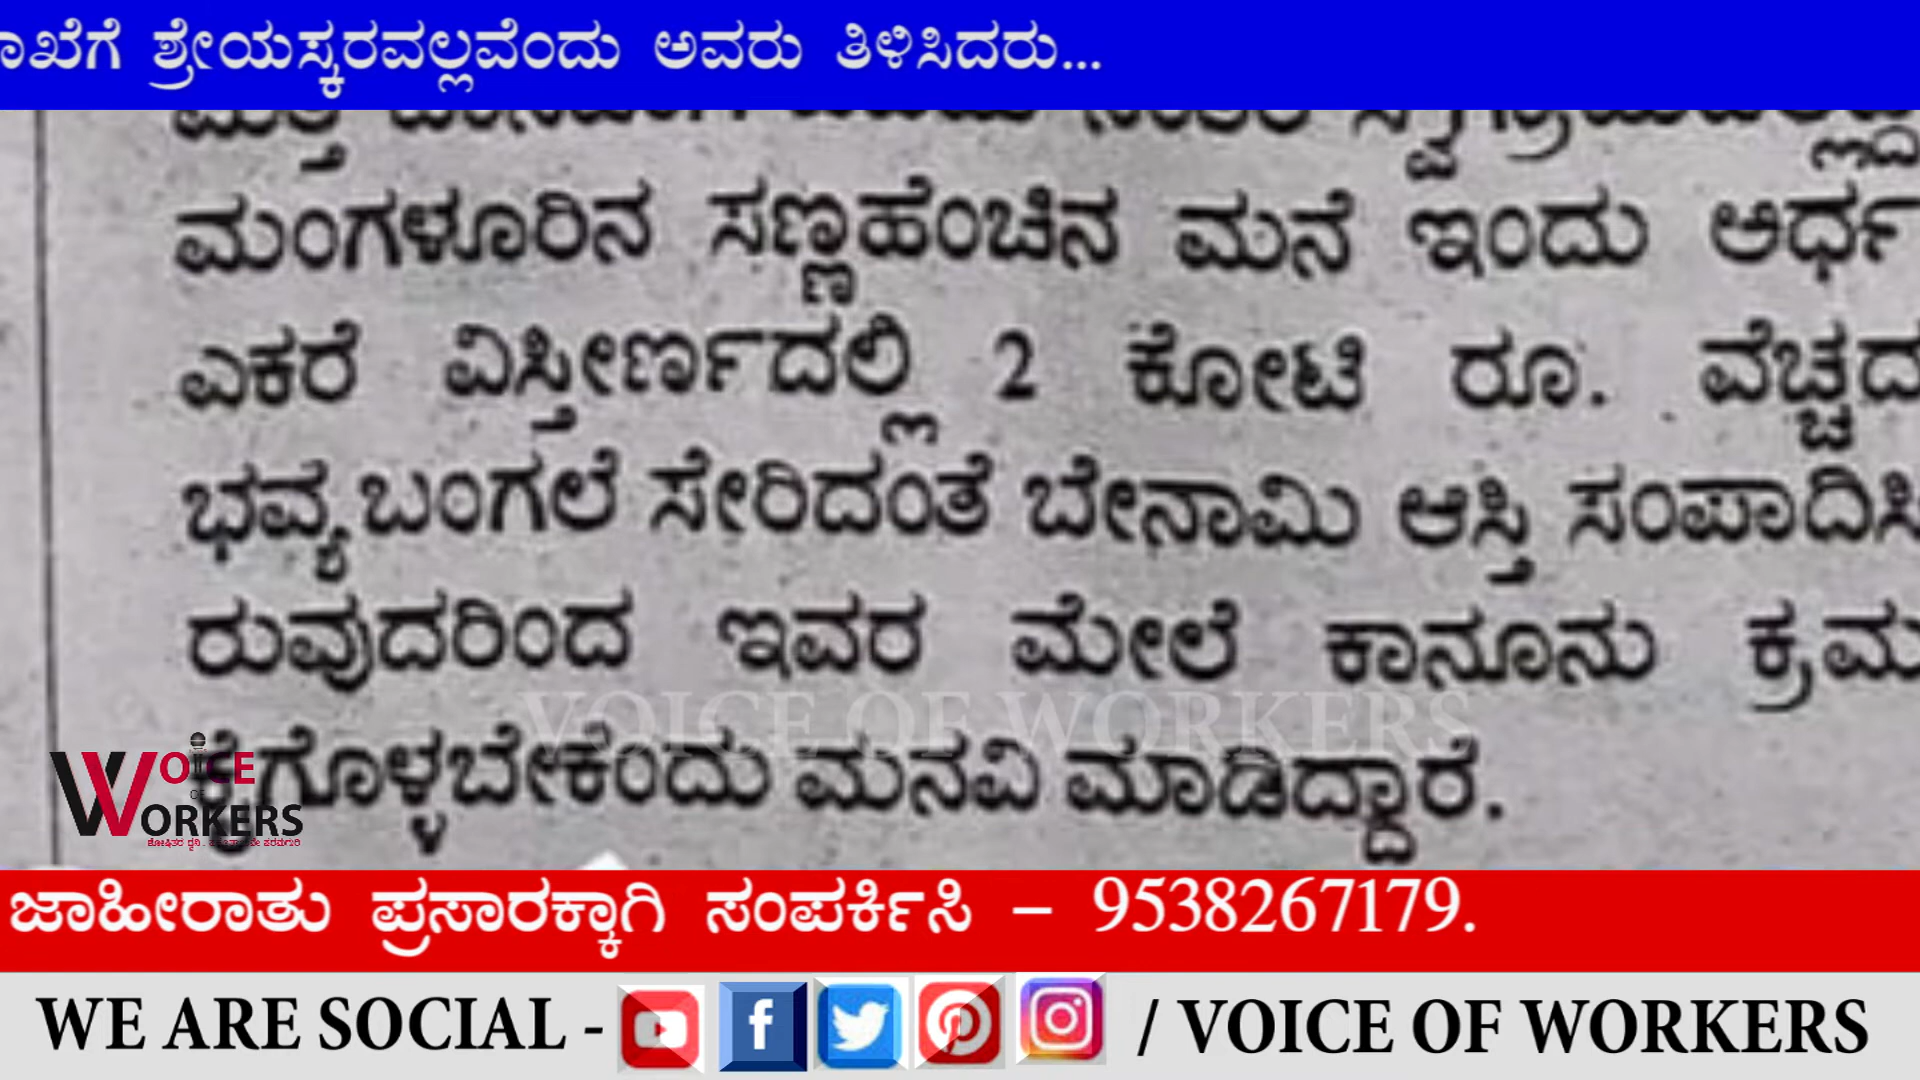 ಶ್ರೇಯಸ್ಕರವಲ್ಲವೆಂದು ಅವರು ತಿಳಿಸಿದರು...
ಮಂಗಳೂರಿನ ಸಣ್ಣಹೆಂಚಿನ ಮನೆ ಇಂದು ಅರ್ಧ
ಎಕರೆ ವಿಸ್ತೀರ್ಣದಲ್ಲಿ 2 ಕೋಟಿ ರೂ. ವೆಚ್ಚದ
ಭವ್ಯ ಬಂಗಲೆ ಸೇರಿದಂತೆ ಬೇನಾಮಿ ಆಸ್ತಿ ಸಂಪಾದಿಸಿ
ರುವುದರಿಂದ ಇವರ ಮೇಲೆ ಕಾನೂನು ಕ್ರಮ
VOICE OF WORKERS
ಕೈಗೊಳ್ಳಬೇಕೆಂದು ಮನವಿ ಮಾಡಿದ್ದಾರೆ.
VOICE
OF
WORKERS
ಜಾಹೀರಾತು ಪ್ರಸಾರಕ್ಕಾಗಿ ಸಂಪರ್ಕಿಸಿ – 9538267179.
WE ARE SOCIAL - / VOICE OF WORKERS